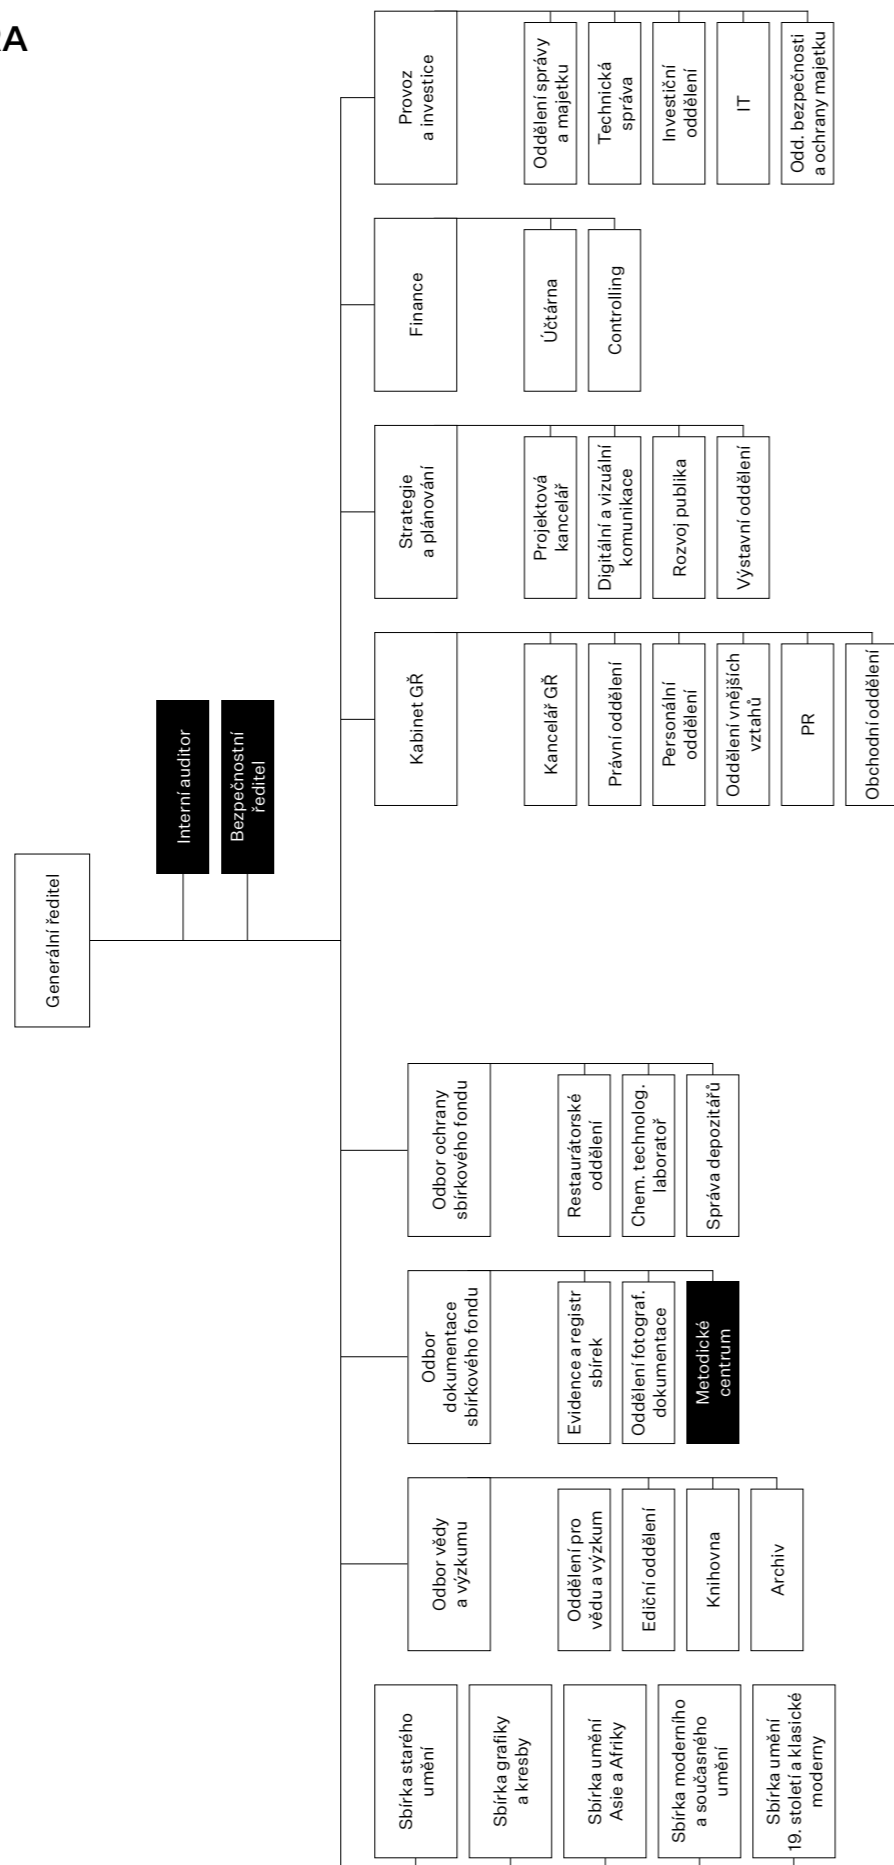 RA
Generální ředitel
Interní auditor
Bezpečnostní
ředitel
Sbírka starého
umění
Sbírka grafiky
a kresby
Sbírka umění
Asie a Afriky
Sbírka moderního
a současného
umění
Sbírka umění
19. století a klasické
moderny
Odbor vědy
a výzkumu
Oddělení pro
vědu a výzkum
Ediční oddělení
Knihovna
Archiv
Odbor
dokumentace
sbírkového fondu
Evidence a registr
sbírek
Oddělení fotograf.
dokumentace
Metodické
centrum
Odbor ochrany
sbírkového fondu
Restaurátorské
oddělení
Chem. technolog.
laboratoř
Správa depozitářů
Kabinet GŘ
Kancelář GŘ
Právní oddělení
Personální
oddělení
Oddělení vnějších
vztahů
PR
Obchodní oddělení
Strategie
a plánování
Projektová
kancelář
Digitální a vizuální
komunikace
Rozvoj publika
Výstavní oddělení
Finance
Účtárna
Controlling
Provoz
a investice
Oddělení správy
a majetku
Technická
správa
Investiční
oddělení
IT
Odd. bezpečnosti
a ochrany majetku